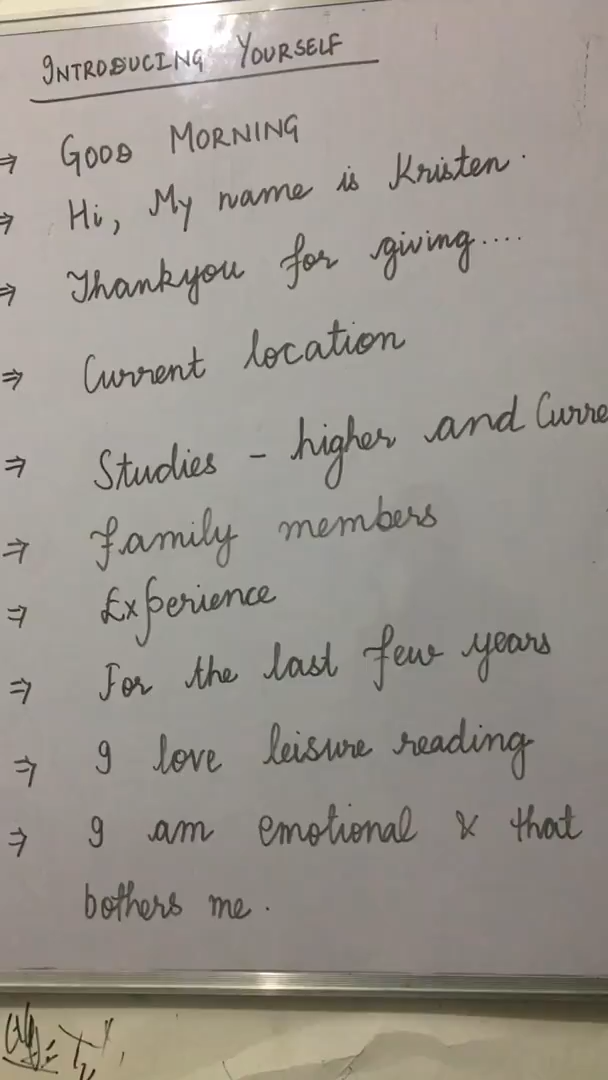 INTRODUCING YOURSELF
⇒ GOOD MORNING
⇒ Hi, My name is Kristen.
⇒ Thankyou for giving....
⇒ Current location
⇒ Studies - higher and Curre
⇒ Family members
⇒ Experience
⇒ For the last few years
⇒ I love leisure reading
⇒ I am emotional & that
bothers me.